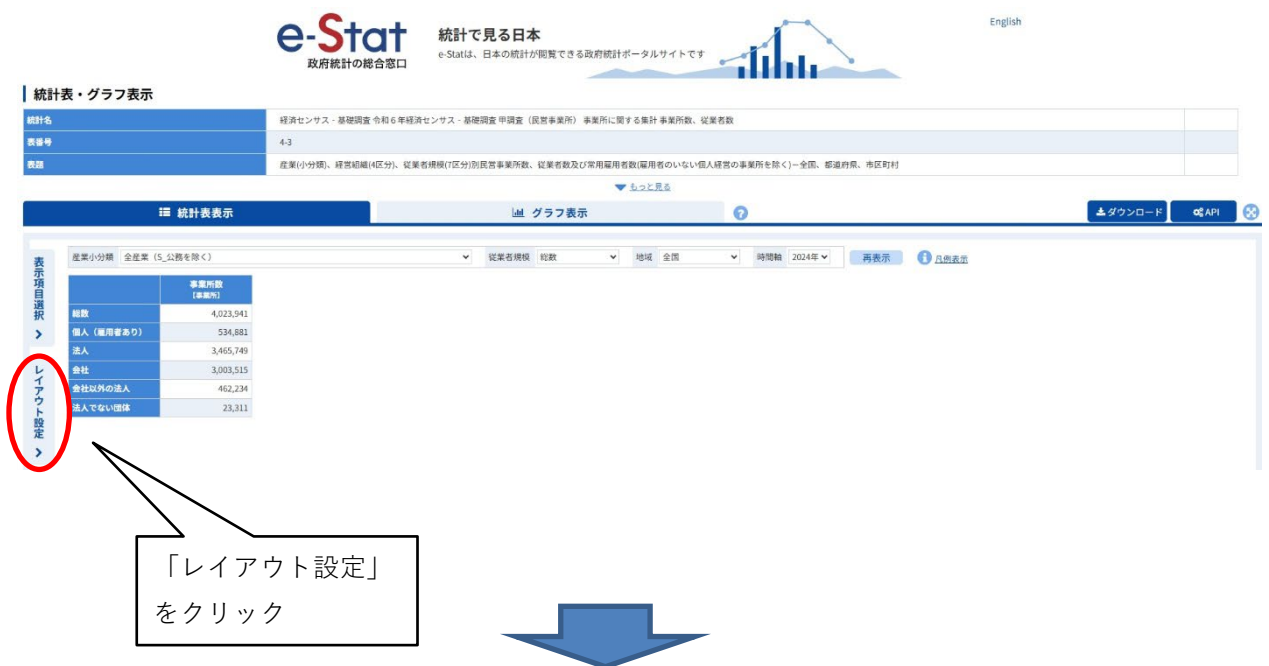 e-Stat
政府統計の総合窓口
統計で見る日本
e-Statは、日本の統計が閲覧できる政府統計ポータルサイトです
English
統計表・グラフ表示
統計名 経済センサス‐基礎調査 令和６年経済センサス‐基礎調査 甲調査（民営事業所） 事業所に関する集計 事業所数、従業者数
表番号 4-3
表題 産業(小分類)、経営組織(4区分)、従業者規模(7区分)別民営事業所数、従業者数及び常用雇用者数(雇用者のいない個人経営の事業所を除く)－全国、都道府県、市区町村
もっと見る
統計表表示 グラフ表示 ? ダウンロード API
表示項目選択
レイアウト設定
産業小分類 全産業（S_公務を除く） 従業者規模 総数 地域 全国 時間軸 2024年 再表示 凡例表示
事業所数
【事業所】
総数 4,023,941
個人（雇用者あり） 534,881
法人 3,465,749
会社 3,003,515
会社以外の法人 462,234
法人でない団体 23,311
「レイアウト設定」
をクリック